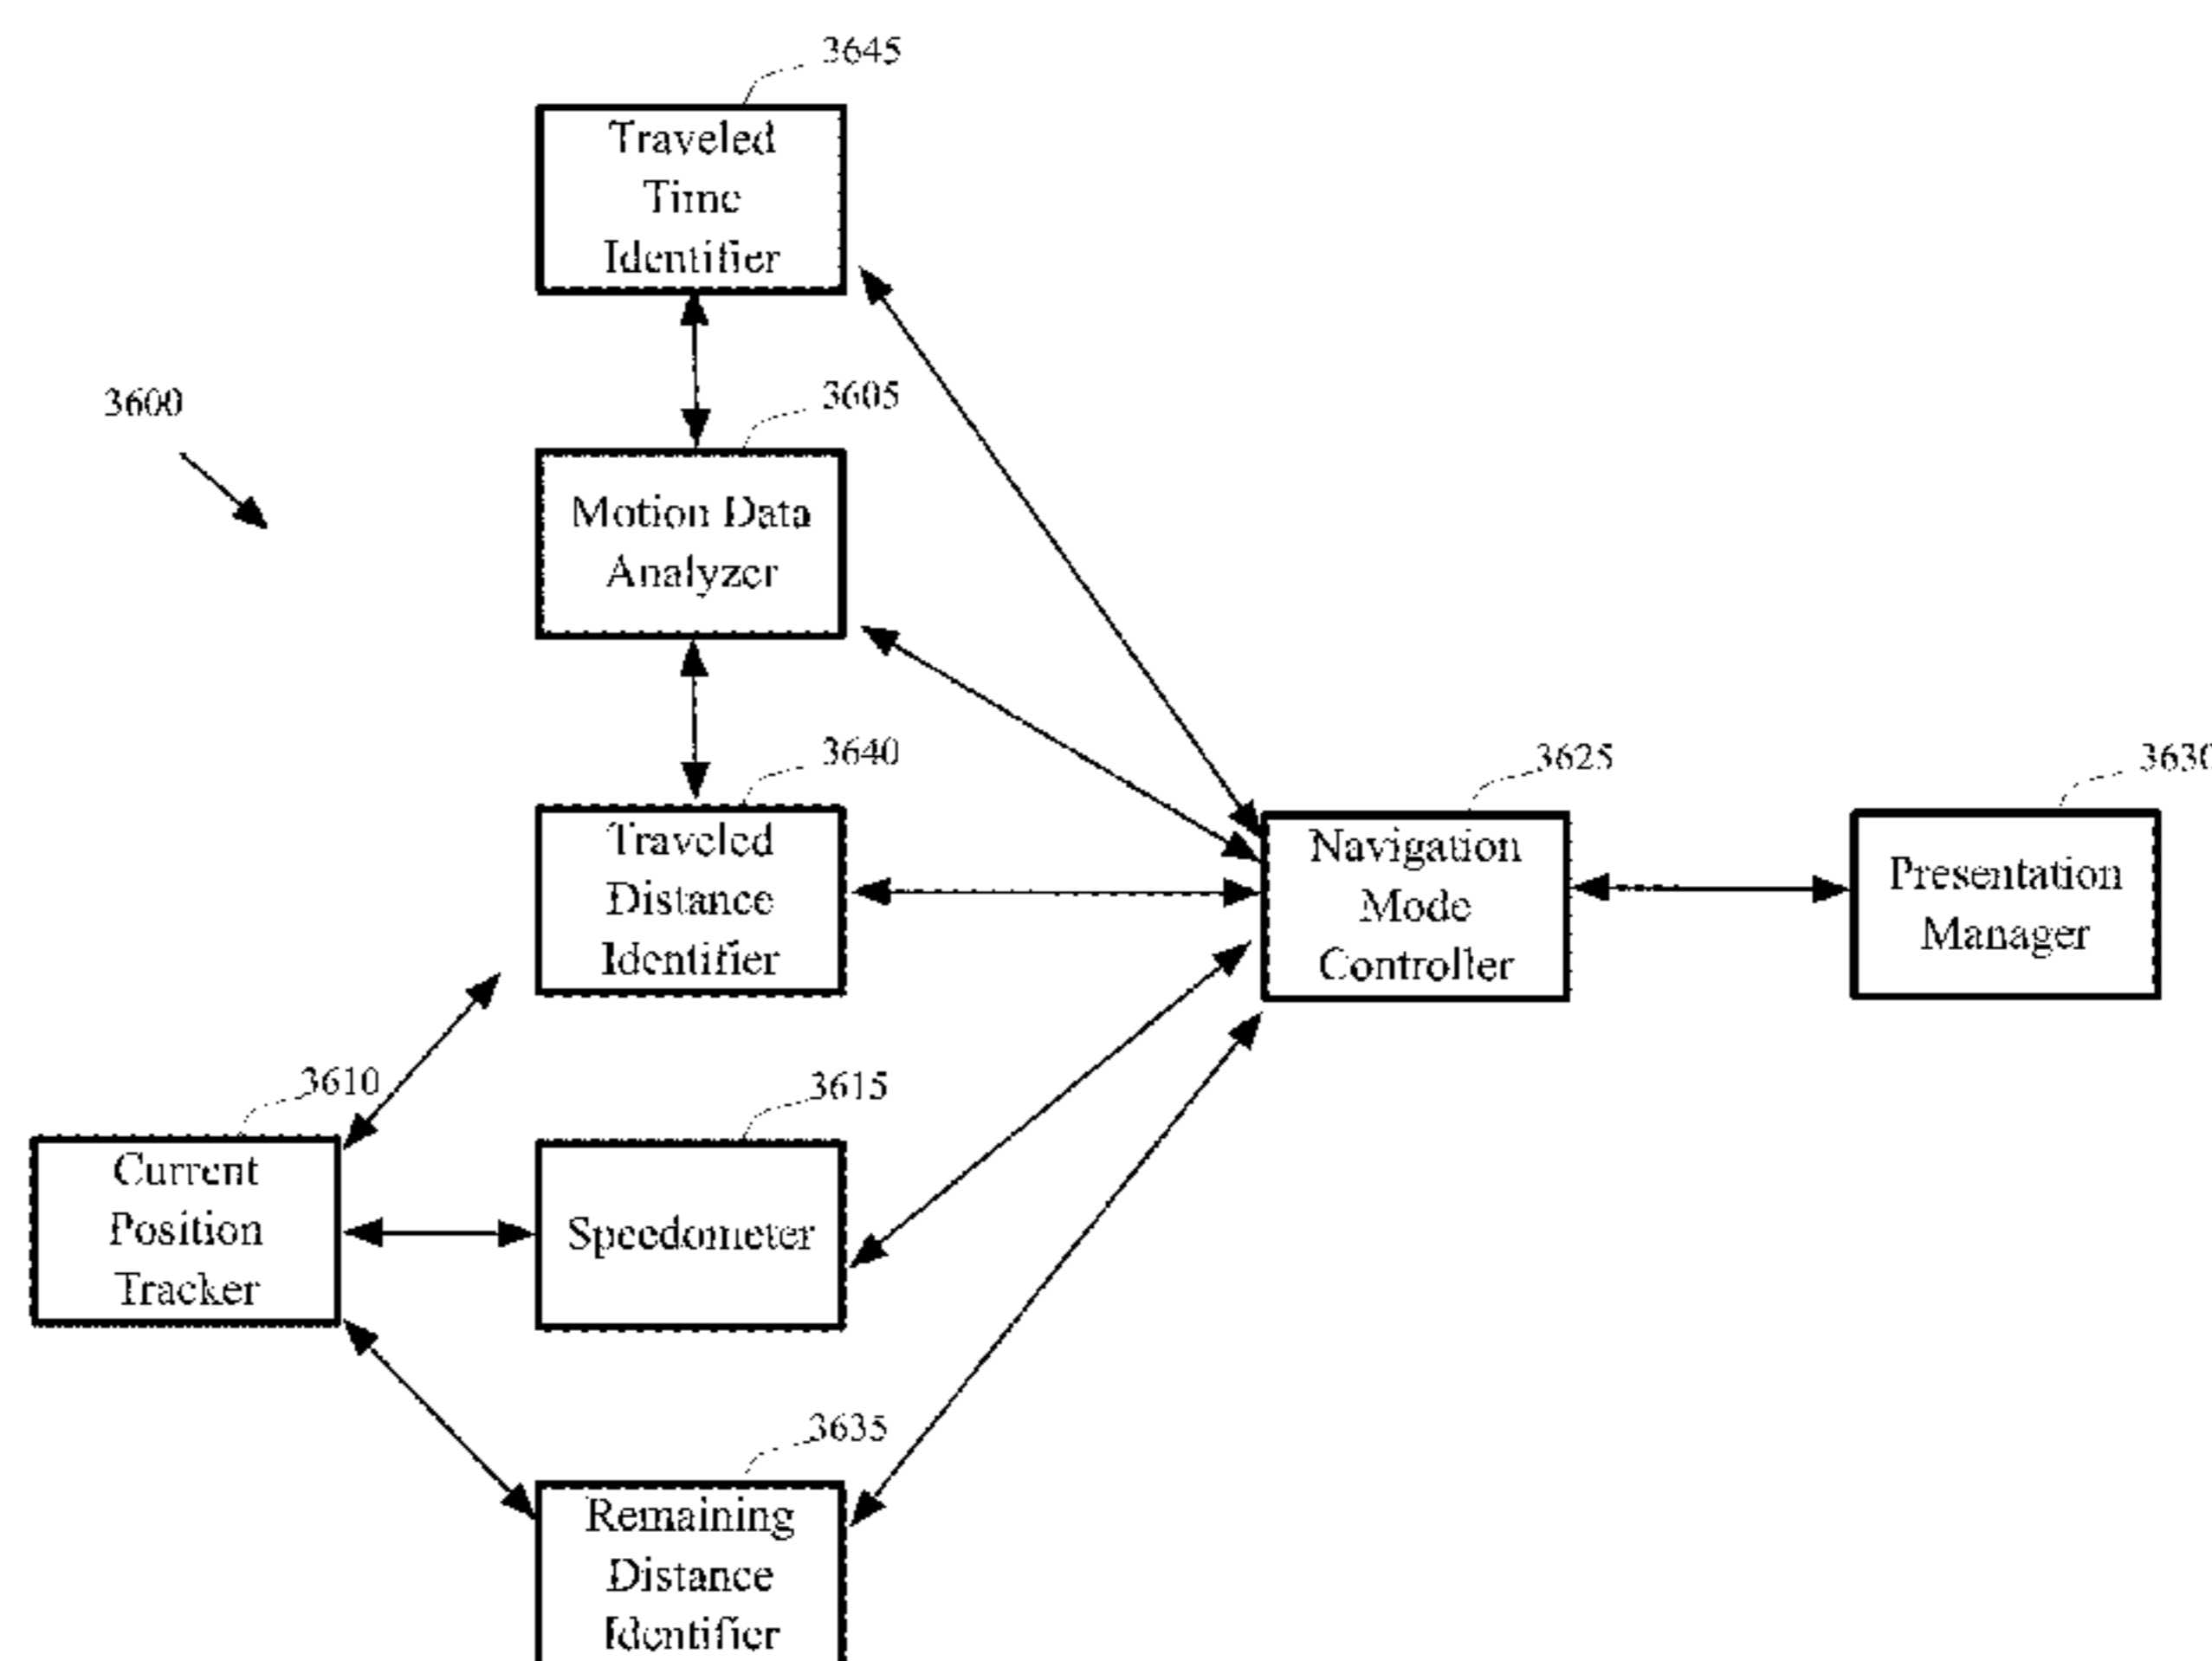 3645
Traveled
Time
Identifier
3600
3605
Motion Data
Analyzer
3640
Traveled
Distance
Identifier
3625
Navigation
Mode
Controller
3630
Presentation
Manager
3610
Current
Position
Tracker
3615
Speedometer
3635
Remaining
Distance
Identifier